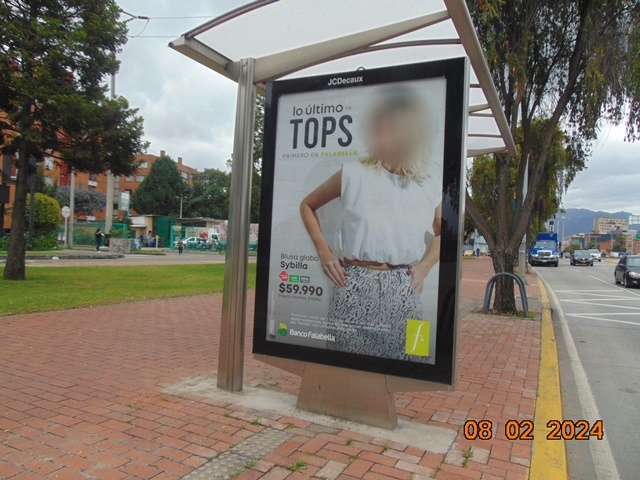 JCDecaux
lo último en
TOPS
PRIMERO EN FALABELLA
Blusa globo
Sybilla
$59.990
Banco Falabella
f.
08 02 2024